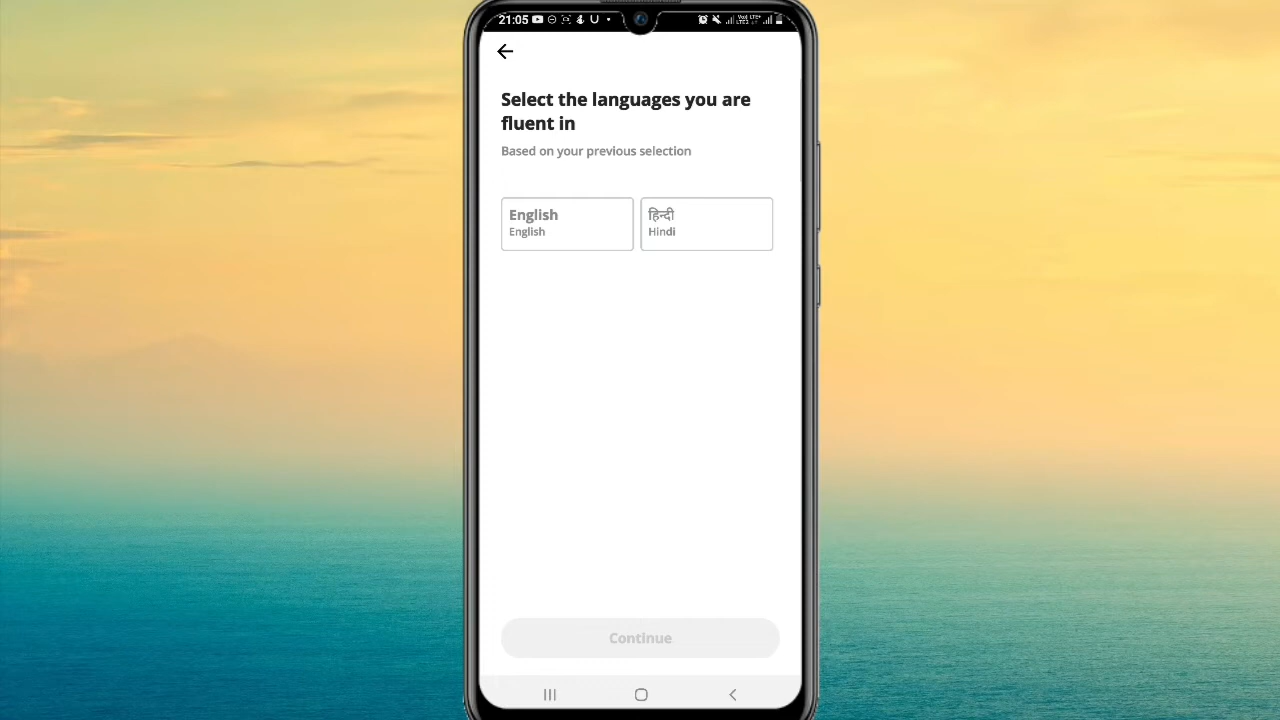 21:05
Select the languages you are
fluent in
Based on your previous selection
English
English
हिन्दी
Hindi
Continue